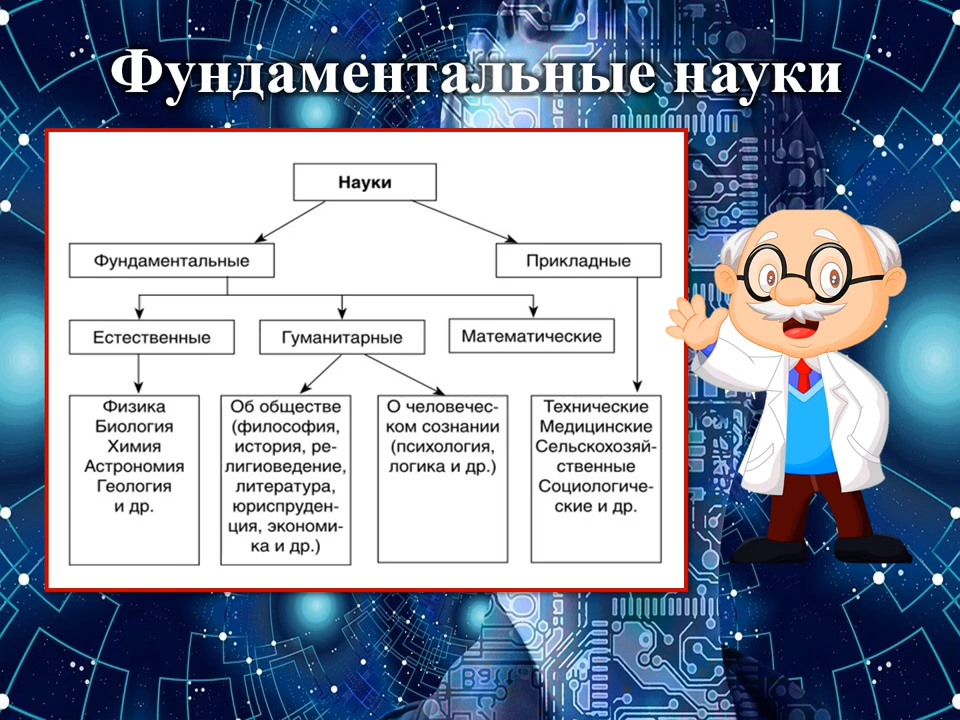 Фундаментальные науки
Науки
Фундаментальные
Прикладные
Естественные
Гуманитарные
Математические
Физика
Биология
Химия
Астрономия
Геология
и др.
Об обществе
(философия,
история, ре-
лигиоведение,
литература,
юриспруден-
ция, экономи-
ка и др.)
О человечес-
ком сознании
(психология,
логика и др.)
Технические
Медицинские
Сельскохозяй-
ственные
Социологиче-
ские и др.